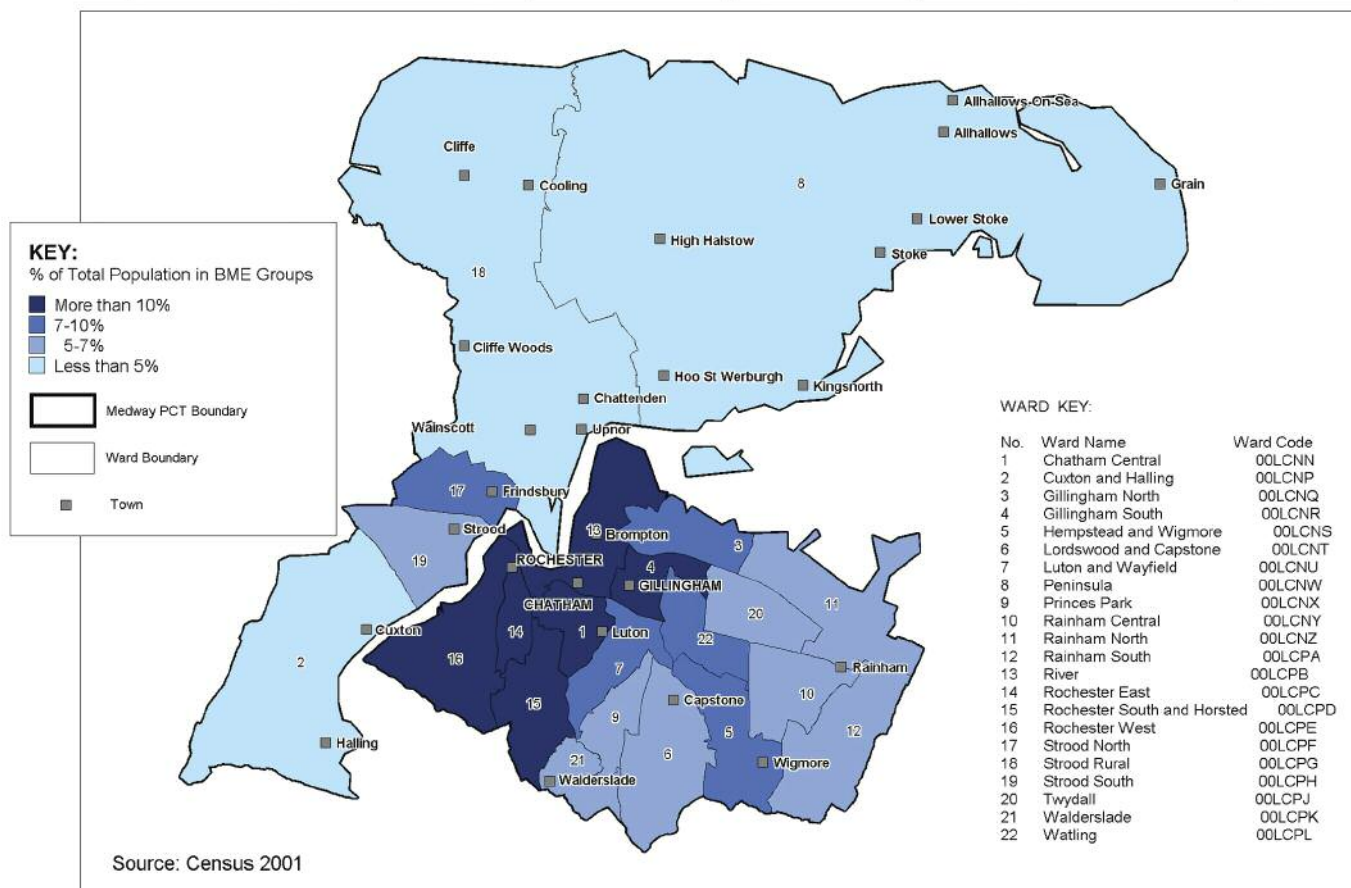 Allhallows-On-Sea
Allhallows
Cliffe
Cooling
8
Grain
Lower Stoke
High Halstow
Stoke
18
KEY:
% of Total Population in BME Groups
More than 10%
7-10%
5-7%
Less than 5%
Medway PCT Boundary
Ward Boundary
Town
Cliffe Woods
Hoo St Werburgh
Kingsnorth
Chattenden
Wainscott
Upnor
17
Frindsbury
Strood
19
13
Brompton
3
ROCHESTER
4
GILLINGHAM
CHATHAM
11
20
Cuxton
14
1
Luton
22
2
16
7
Rainham
15
Capstone
10
9
5
12
Halling
6
21
Wigmore
Walderslade
WARD KEY:
No. Ward Name Ward Code
1 Chatham Central 00LCNN
2 Cuxton and Halling 00LCNP
3 Gillingham North 00LCNQ
4 Gillingham South 00LCNR
5 Hempstead and Wigmore 00LCNS
6 Lordswood and Capstone 00LCNT
7 Luton and Wayfield 00LCNU
8 Peninsula 00LCNW
9 Princes Park 00LCNX
10 Rainham Central 00LCNY
11 Rainham North 00LCNZ
12 Rainham South 00LCPA
13 River 00LCPB
14 Rochester East 00LCPC
15 Rochester South and Horsted 00LCPD
16 Rochester West 00LCPE
17 Strood North 00LCPF
18 Strood Rural 00LCPG
19 Strood South 00LCPH
20 Twydall 00LCPJ
21 Walderslade 00LCPK
22 Watling 00LCPL
Source: Census 2001